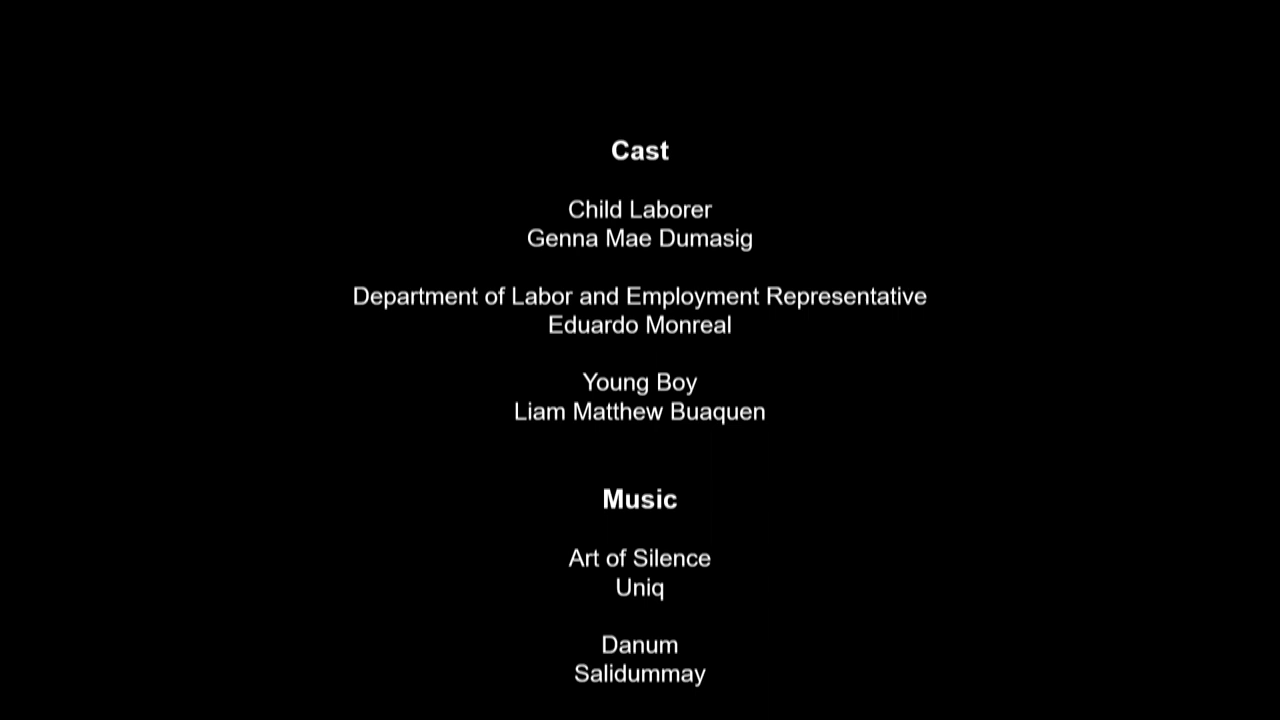 Cast
Child Laborer
Genna Mae Dumasig
Department of Labor and Employment Representative
Eduardo Monreal
Young Boy
Liam Matthew Buaquen
Music
Art of Silence
Uniq
Danum
Salidummay